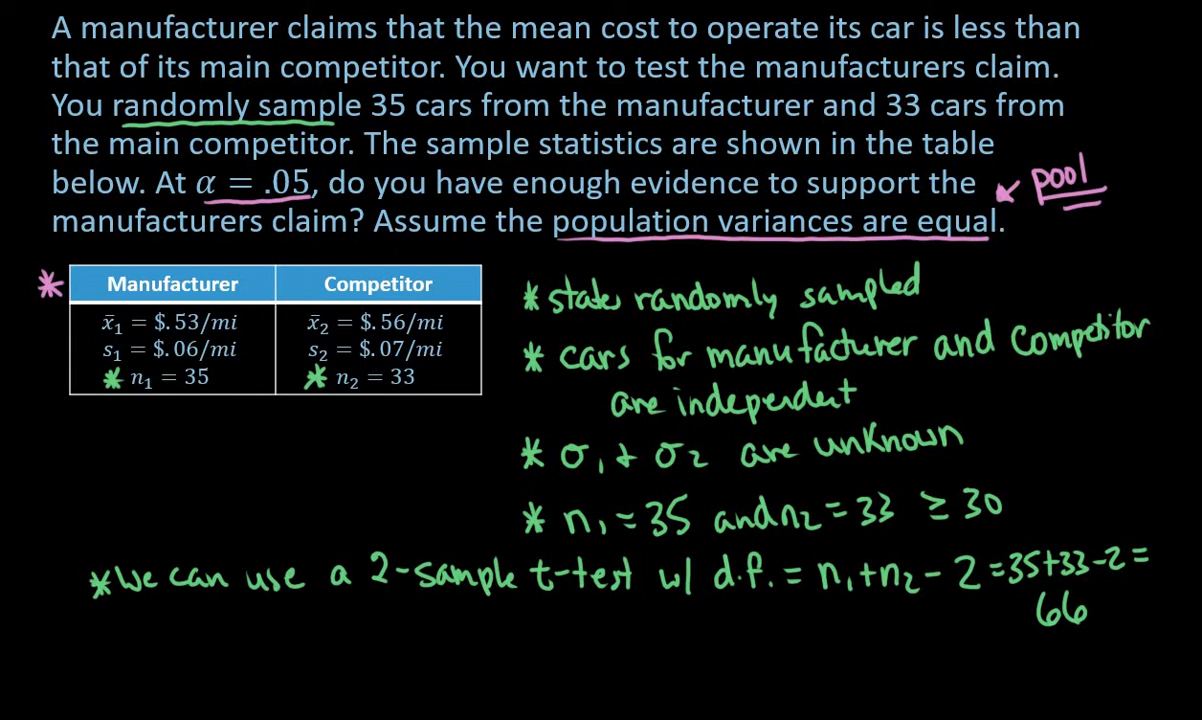 A manufacturer claims that the mean cost to operate its car is less than
that of its main competitor. You want to test the manufacturers claim.
You randomly sample 35 cars from the manufacturer and 33 cars from
the main competitor. The sample statistics are shown in the table
below. At α = .05, do you have enough evidence to support the
pool
manufacturers claim? Assume the population variances are equal.
* Manufacturer Competitor
x̄₁ = $.53/mi x̄₂ = $.56/mi
s₁ = $.06/mi s₂ = $.07/mi
* n₁ = 35 * n₂ = 33
* states randomly sampled
* cars for manufacturer and Competitor
are independent
* σ₁ + σ₂ are unknown
* n₁ = 35 and n₂ = 33 ≥ 30
* We can use a 2-sample t-test w/ d.f. = n₁+n₂-2 = 35+33-2 =
66